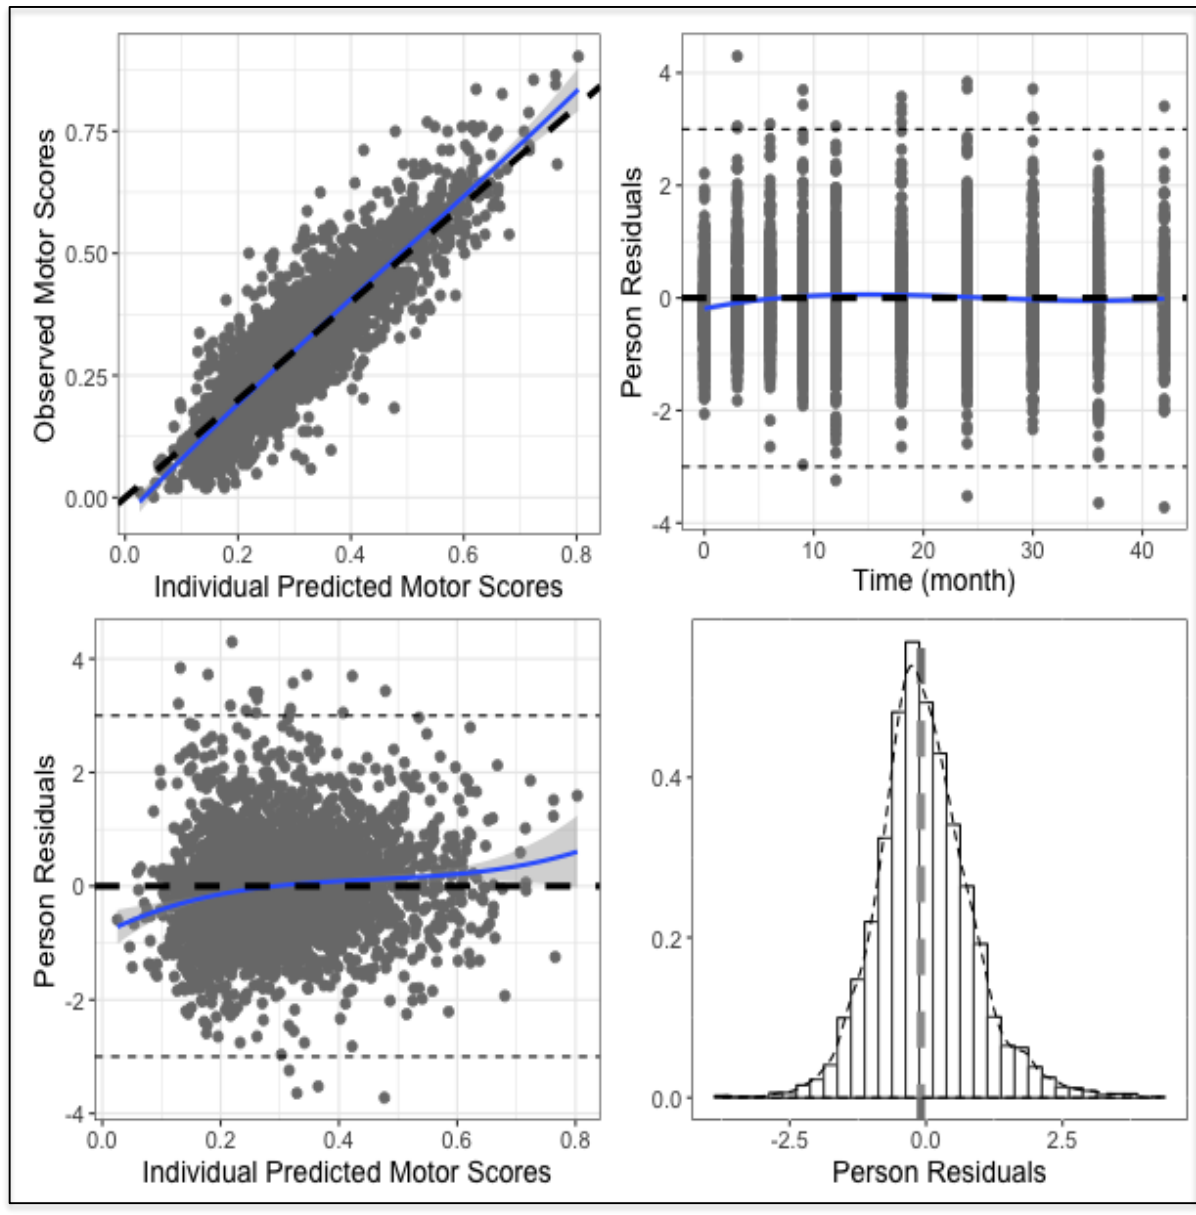 Observed Motor Scores
0.75
0.50
0.25
0.00
0.0 0.2 0.4 0.6 0.8
Individual Predicted Motor Scores
Person Residuals
4
2
0
-2
-4
0 10 20 30 40
Time (month)
Person Residuals
4
2
0
-2
-4
0.0 0.2 0.4 0.6 0.8
Individual Predicted Motor Scores
0.4
0.2
0.0
-2.5 0.0 2.5
Person Residuals